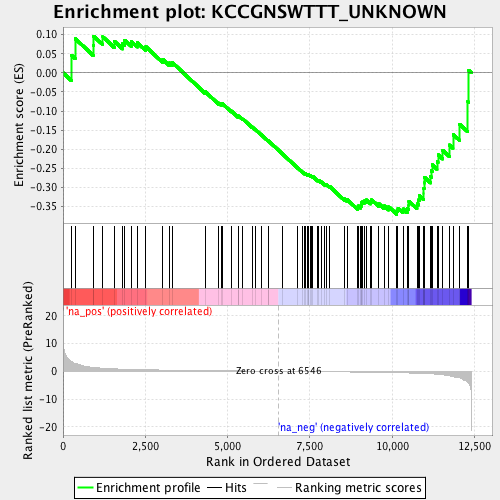 Enrichment plot: KCCGNSWTTT_UNKNOWN
Enrichment score (ES)
0.10
0.05
0.00
-0.05
-0.10
-0.15
-0.20
-0.25
-0.30
-0.35
'na_pos' (positively correlated)
Ranked list metric (PreRanked)
20
10
0
-10
-20
Zero cross at 6546
'na_neg' (negatively correlated)
0
2,500
5,000
7,500
10,000
12,500
Rank in Ordered Dataset
Enrichment profile
Hits
Ranking metric scores